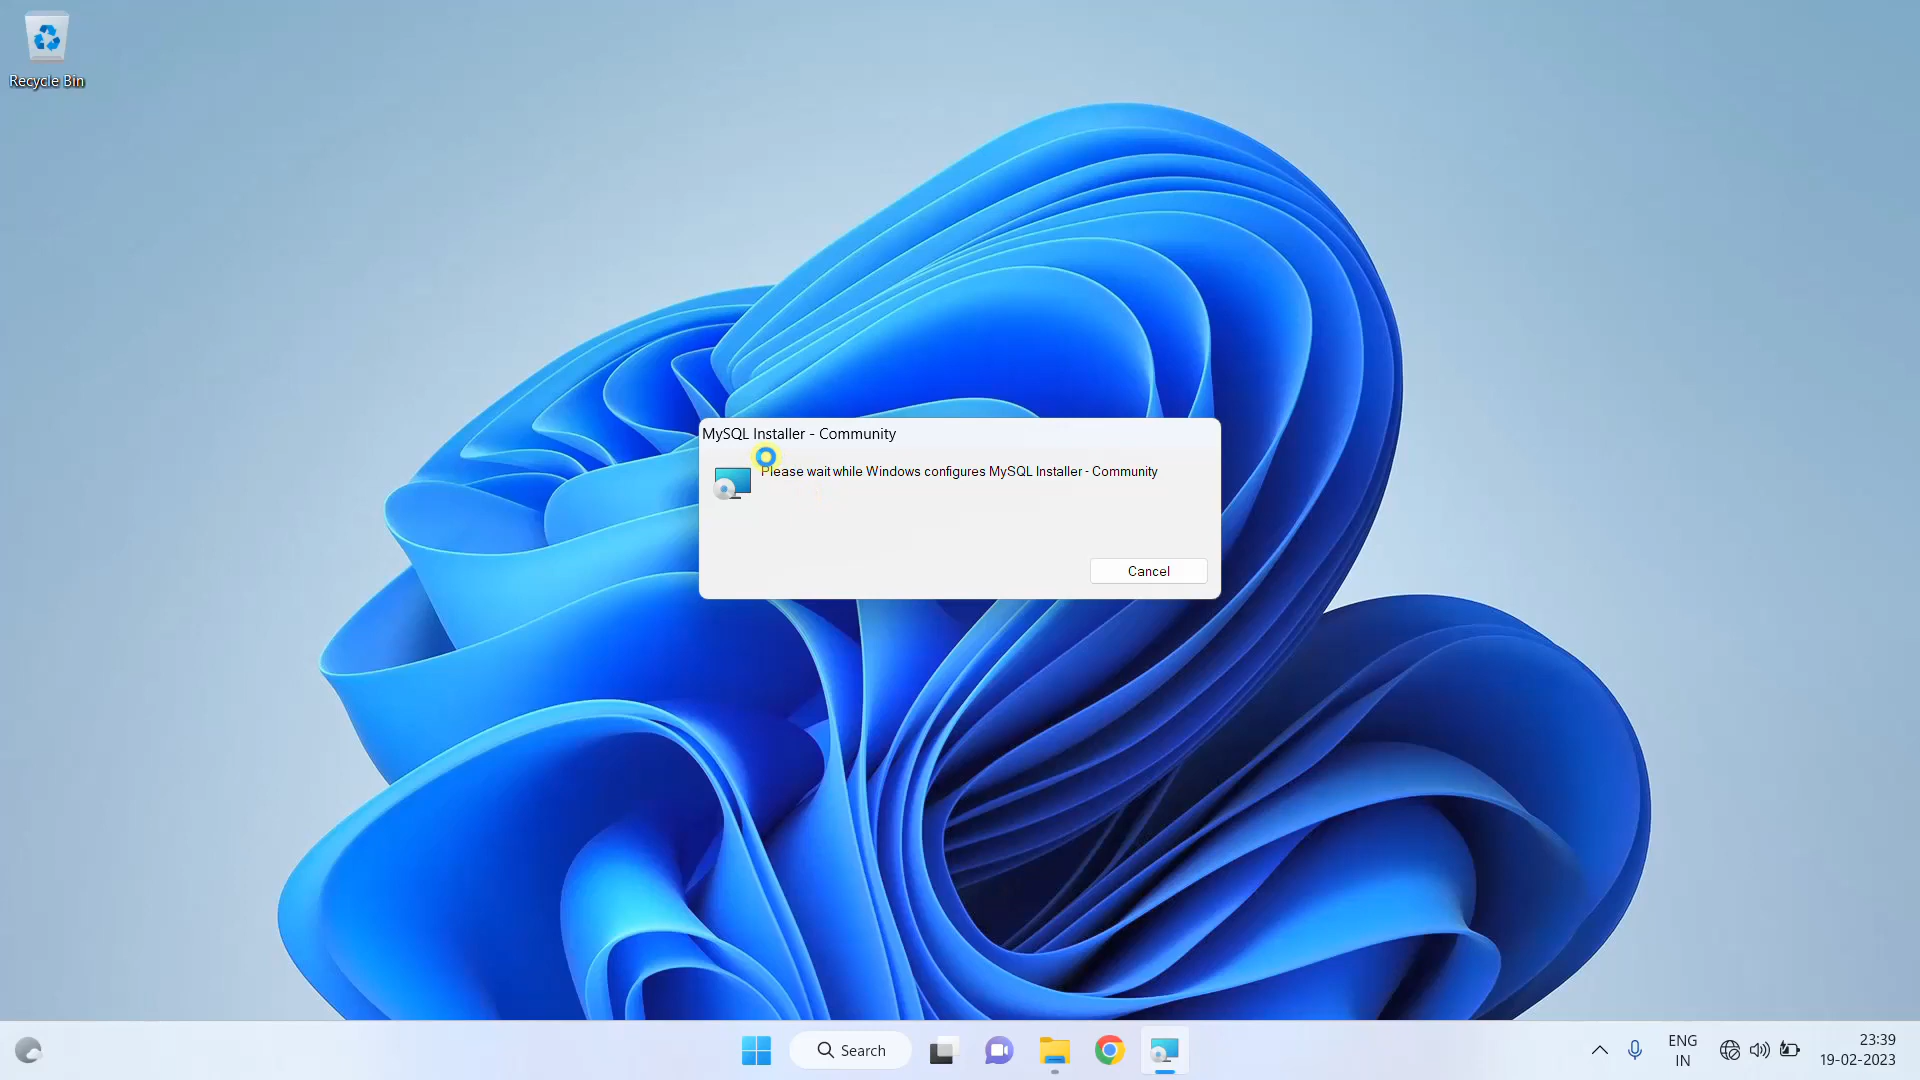 Recycle Bin
MySQL Installer - Community
Please wait while Windows configures MySQL Installer - Community
Cancel
Search
ENG
IN
23:39
19-02-2023